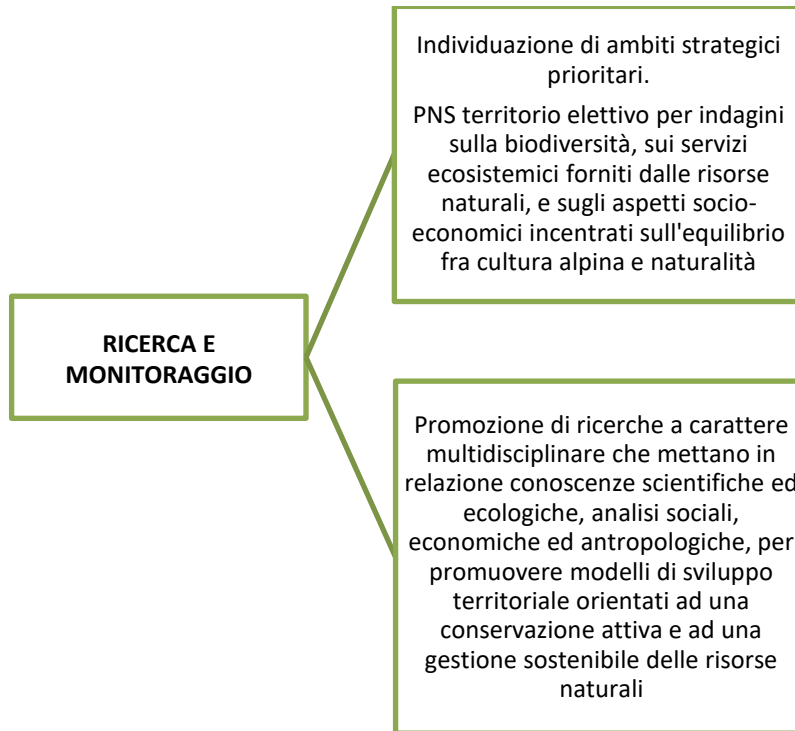 Individuazione di ambiti strategici
prioritari.
PNS territorio elettivo per indagini
sulla biodiversità, sui servizi
ecosistemici forniti dalle risorse
naturali, e sugli aspetti socio-
economici incentrati sull'equilibrio
fra cultura alpina e naturalità
RICERCA E
MONITORAGGIO
Promozione di ricerche a carattere
multidisciplinare che mettano in
relazione conoscenze scientifiche ed
ecologiche, analisi sociali,
economiche ed antropologiche, per
promuovere modelli di sviluppo
territoriale orientati ad una
conservazione attiva e ad una
gestione sostenibile delle risorse
naturali